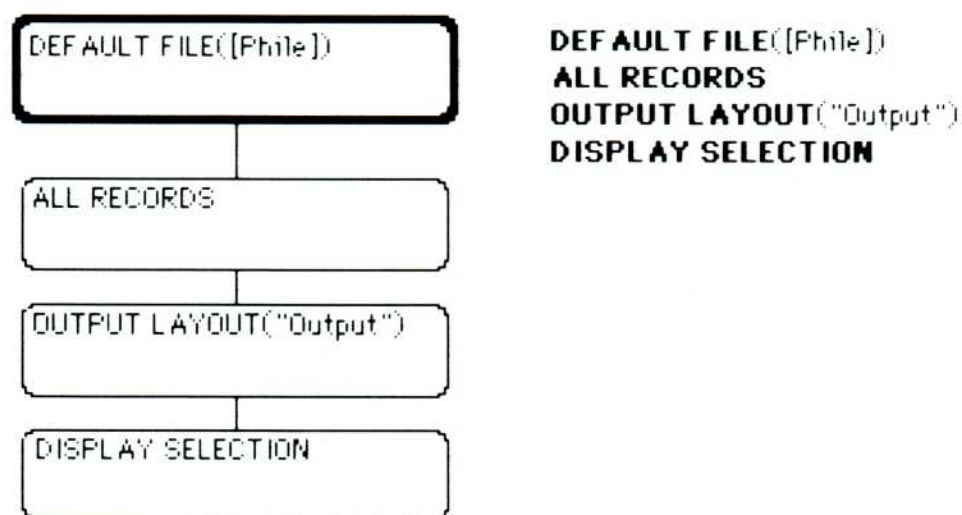 DEFAULT FILE([Phile])
ALL RECORDS
OUTPUT LAYOUT("Output")
DISPLAY SELECTION
DEFAULT FILE([Phile])
ALL RECORDS
OUTPUT LAYOUT("Output")
DISPLAY SELECTION